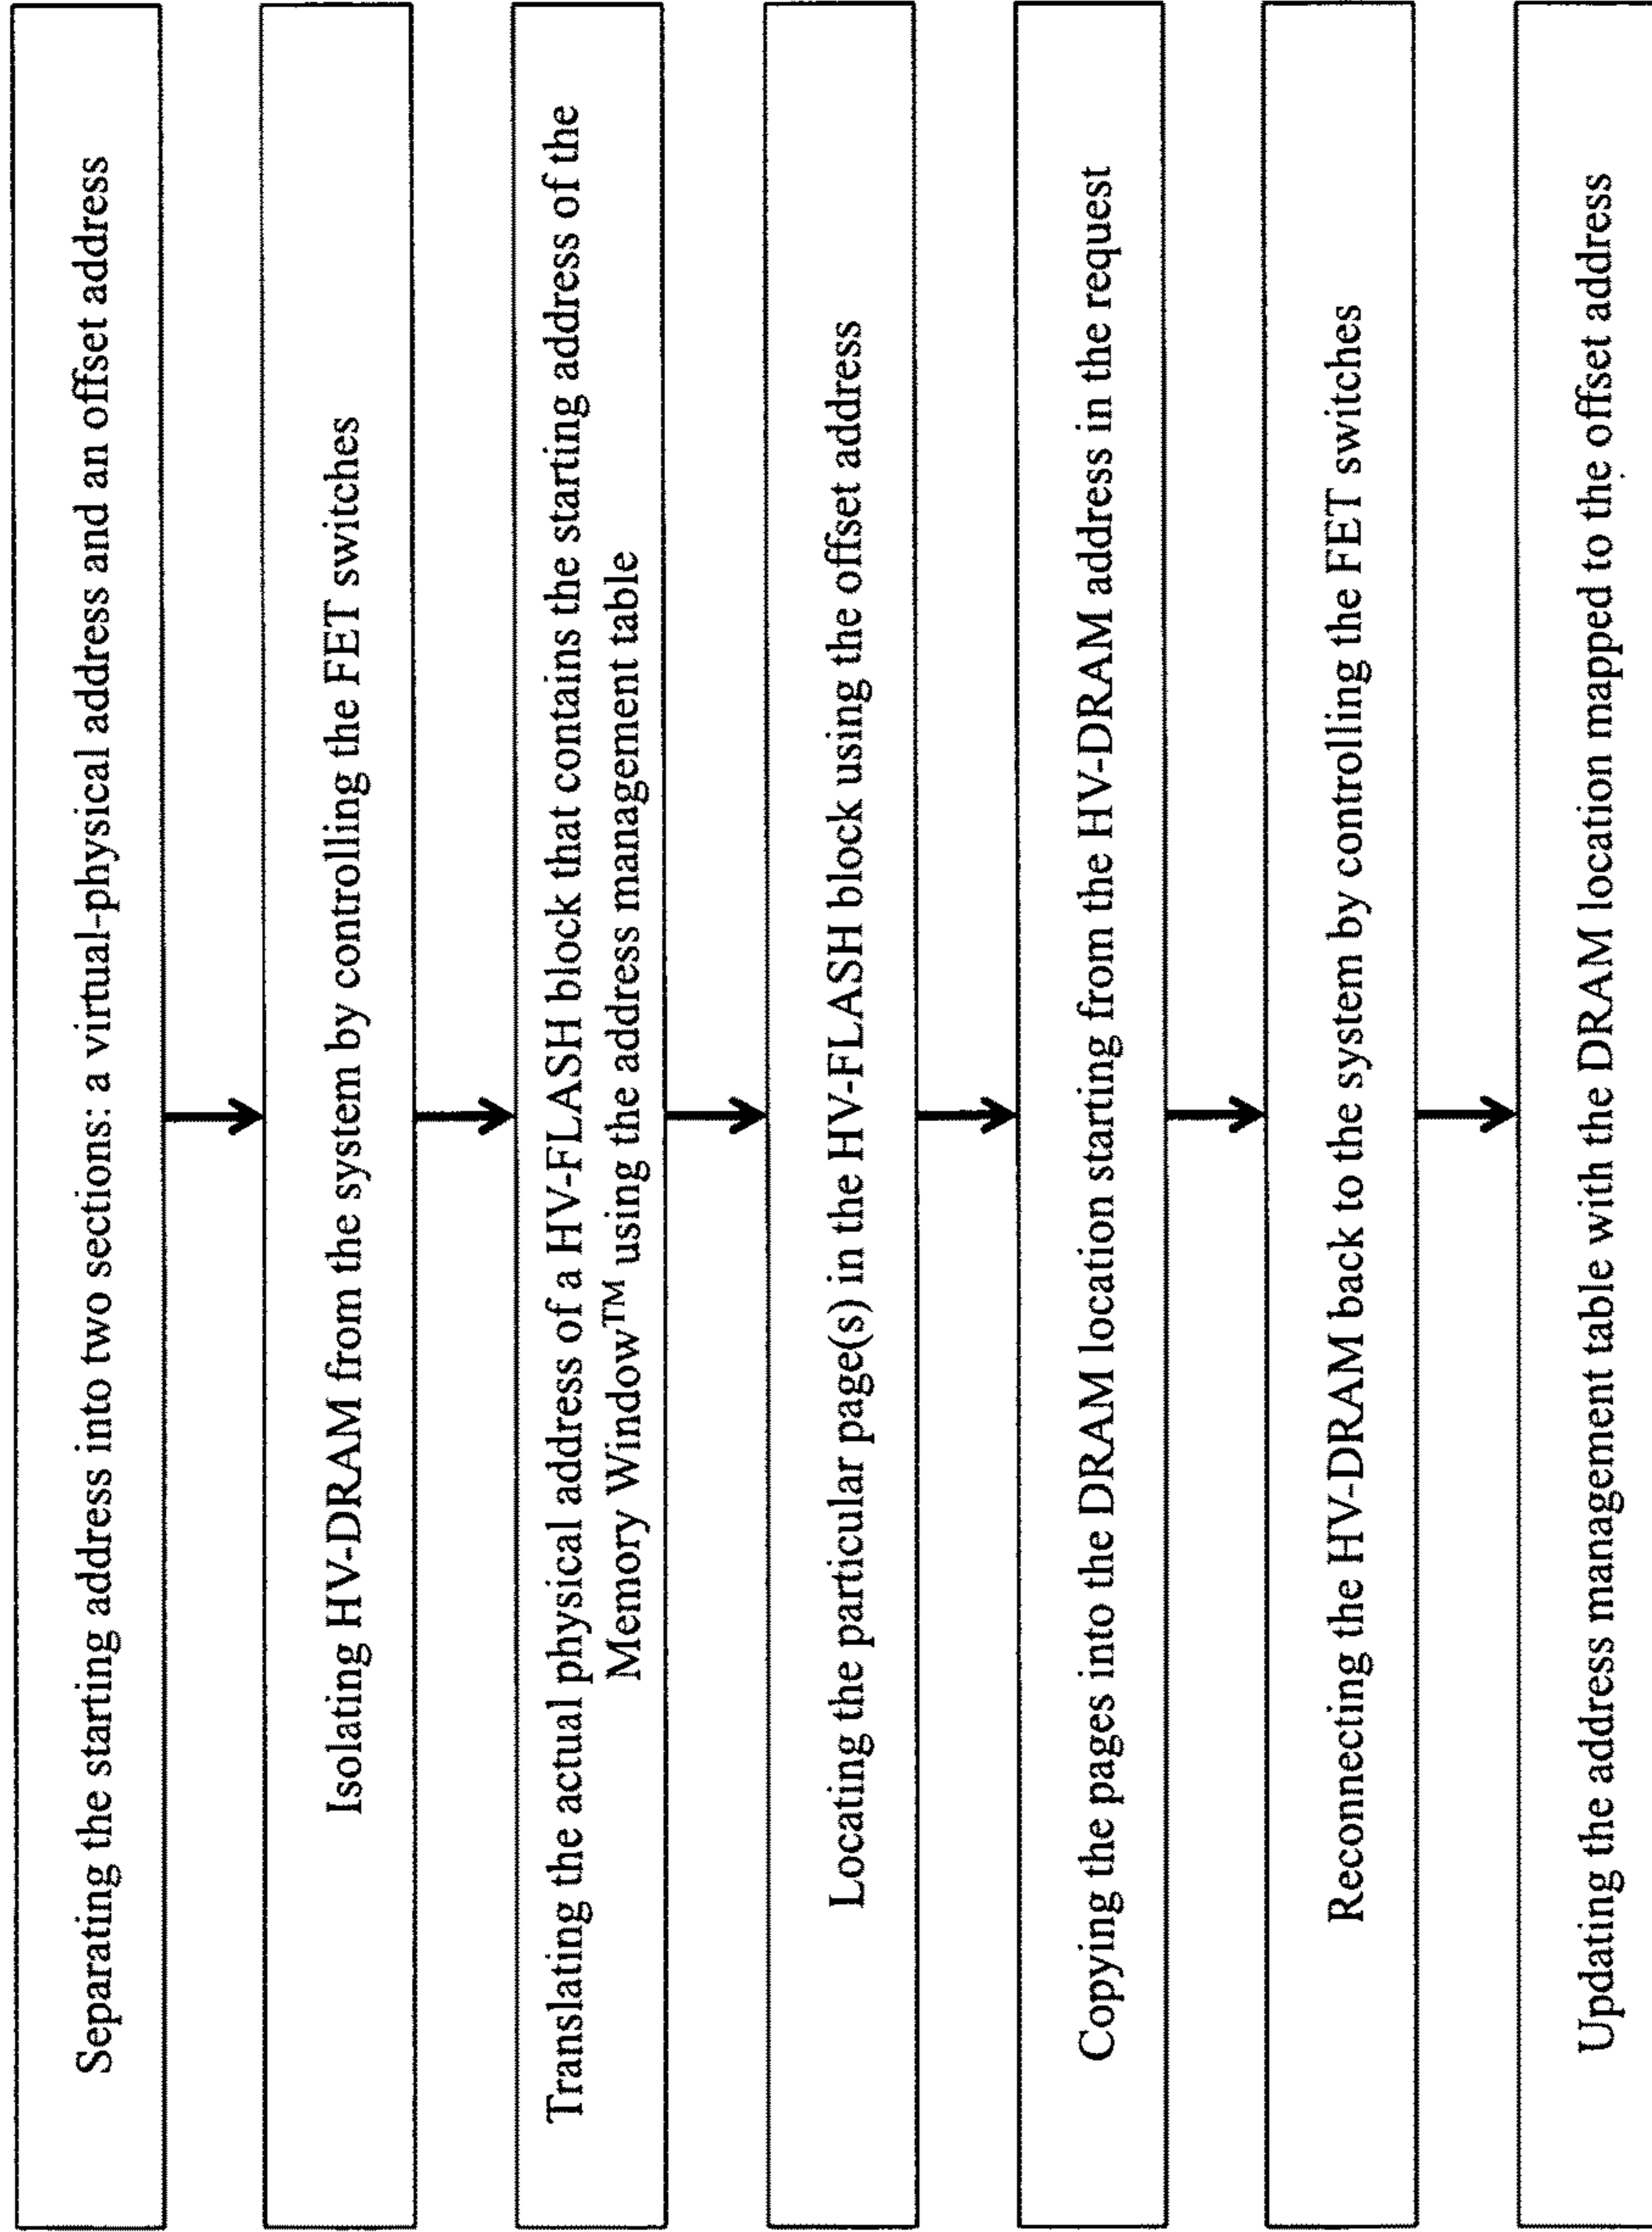 Separating the starting address into two sections: a virtual-physical address and an offset address
Isolating HV-DRAM from the system by controlling the FET switches
Translating the actual physical address of a HV-FLASH block that contains the starting address of the
Memory Window™ using the address management table
Locating the particular page(s) in the HV-FLASH block using the offset address
Copying the pages into the DRAM location starting from the HV-DRAM address in the request
Reconnecting the HV-DRAM back to the system by controlling the FET switches
Updating the address management table with the DRAM location mapped to the offset address